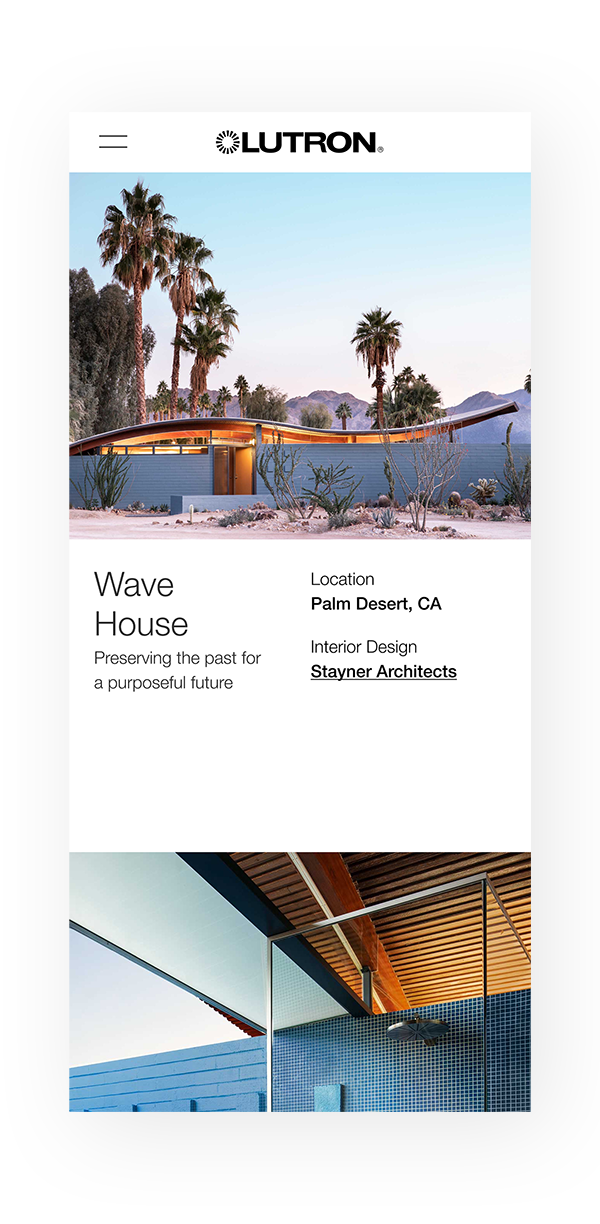 LUTRON®
Wave
House
Preserving the past for
a purposeful future
Location
Palm Desert, CA
Interior Design
Stayner Architects